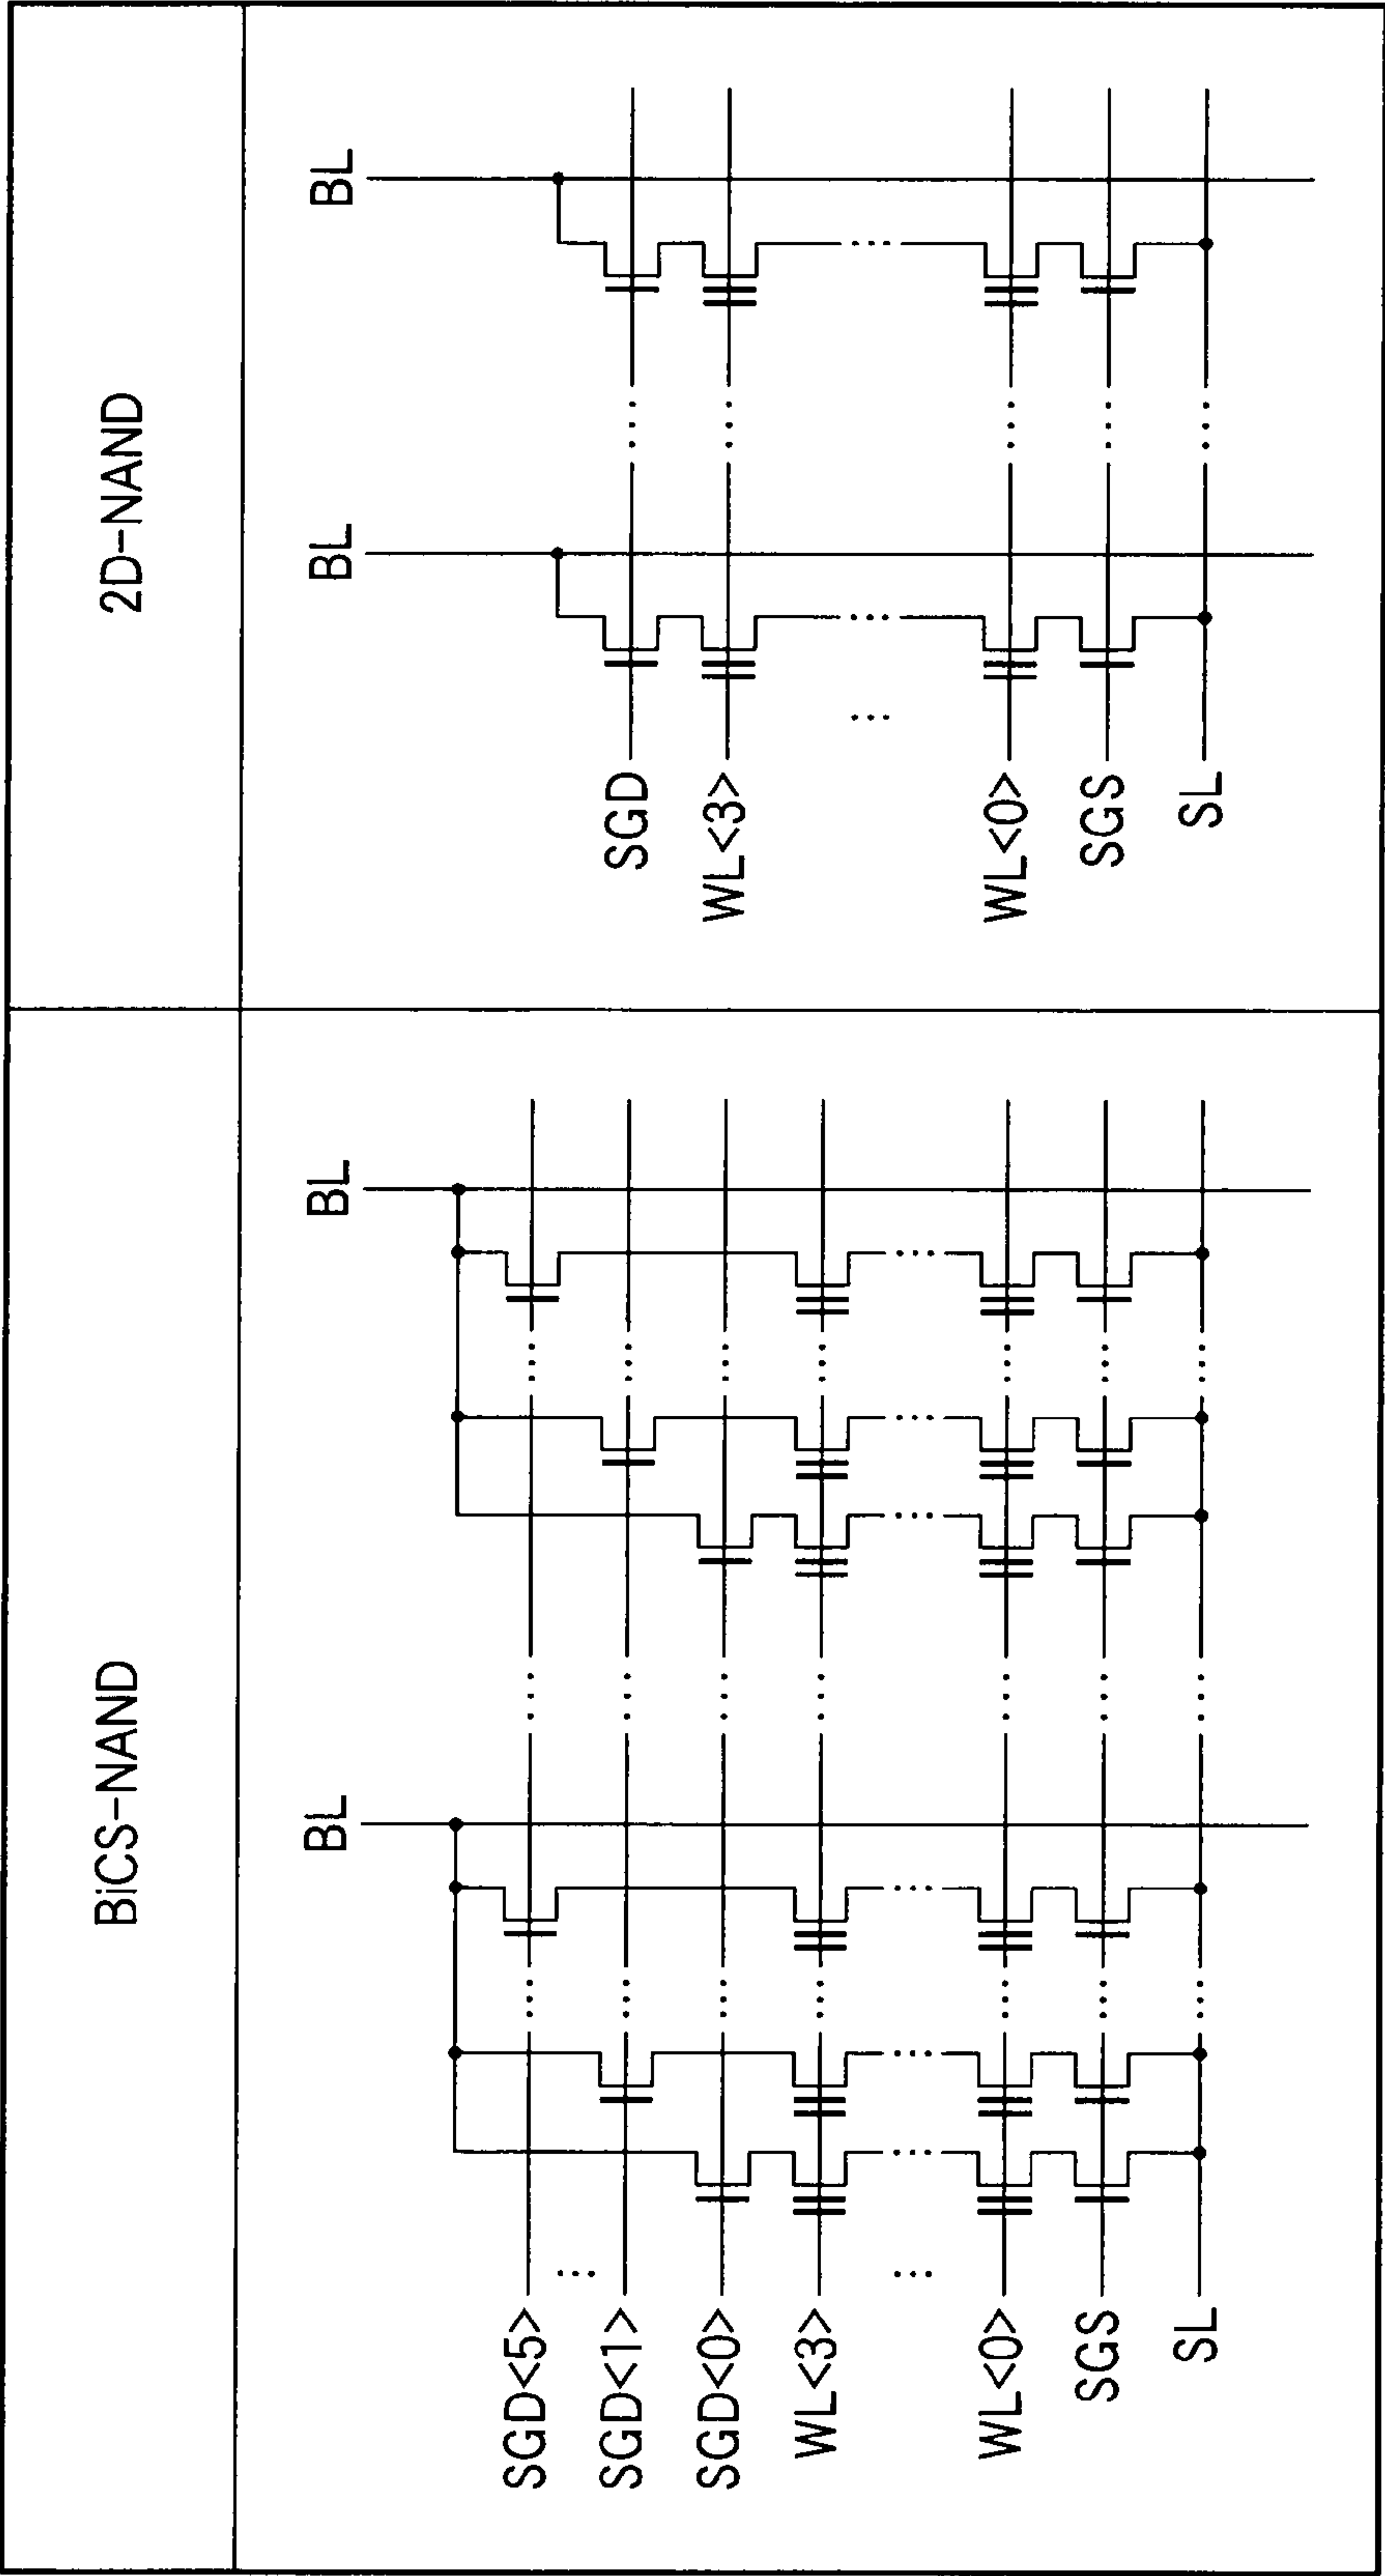 BiCS-NAND
2D-NAND
BL
BL
SGD<5>
SGD<1>
SGD<0>
WL<3>
WL<0>
SGS
SL
BL
BL
SGD
WL<3>
WL<0>
SGS
SL